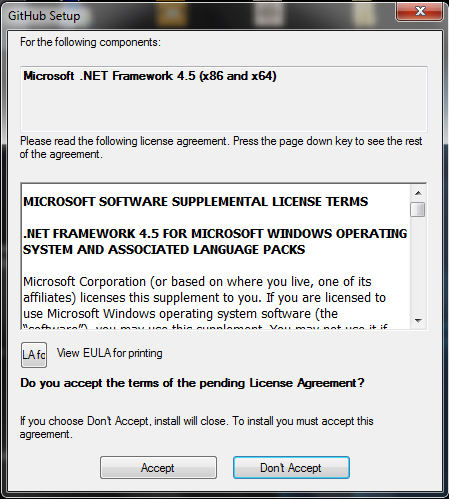 GitHub Setup
For the following components:
Microsoft .NET Framework 4.5 (x86 and x64)
Please read the following license agreement. Press the page down key to see the rest
of the agreement.
MICROSOFT SOFTWARE SUPPLEMENTAL LICENSE TERMS
.NET FRAMEWORK 4.5 FOR MICROSOFT WINDOWS OPERATING
SYSTEM AND ASSOCIATED LANGUAGE PACKS
Microsoft Corporation (or based on where you live, one of its
affiliates) licenses this supplement to you. If you are licensed to
use Microsoft Windows operating system software (the
“software”), you may use this supplement. You may not use it if
LA fo
View EULA for printing
Do you accept the terms of the pending License Agreement?
If you choose Don't Accept, install will close. To install you must accept this
agreement.
Accept
Don't Accept